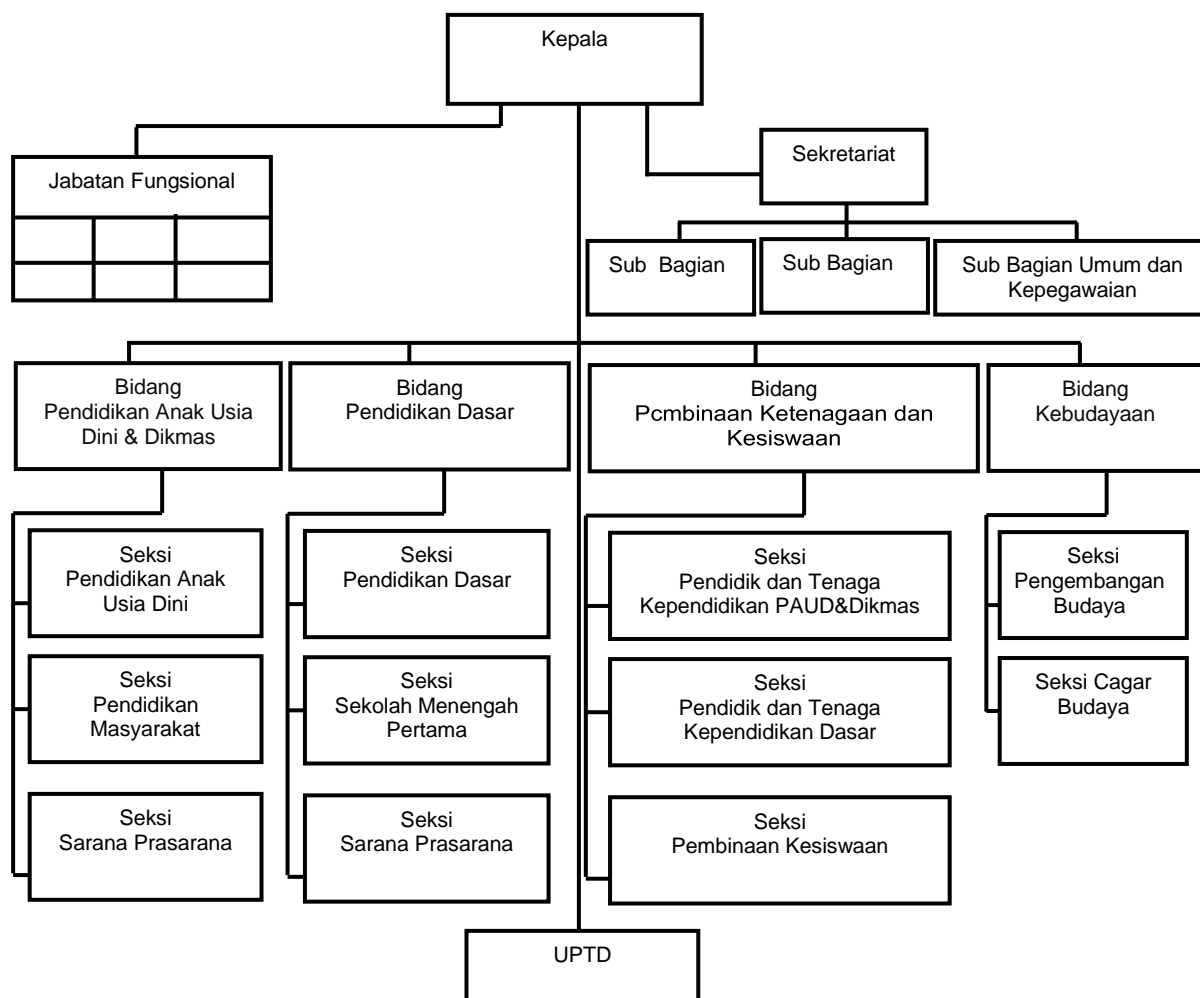 Kepala
Sekretariat
Jabatan Fungsional
Sub Bagian
Sub Bagian
Sub Bagian Umum dan
Kepegawaian
Bidang
Pendidikan Anak Usia
Dini & Dikmas
Bidang
Pendidikan Dasar
Bidang
Pcmbinaan Ketenagaan dan
Kesiswaan
Bidang
Kebudayaan
Seksi
Pendidikan Anak
Usia Dini
Seksi
Pendidikan Masyarakat
Seksi
Sarana Prasarana
Seksi
Pendidikan Dasar
Seksi
Sekolah Menengah
Pertama
Seksi
Sarana Prasarana
Seksi
Pendidik dan Tenaga
Kependidikan PAUD&Dikmas
Seksi
Pendidik dan Tenaga
Kependidikan Dasar
Seksi
Pembinaan Kesiswaan
Seksi
Pengembangan
Budaya
Seksi Cagar
Budaya
UPTD